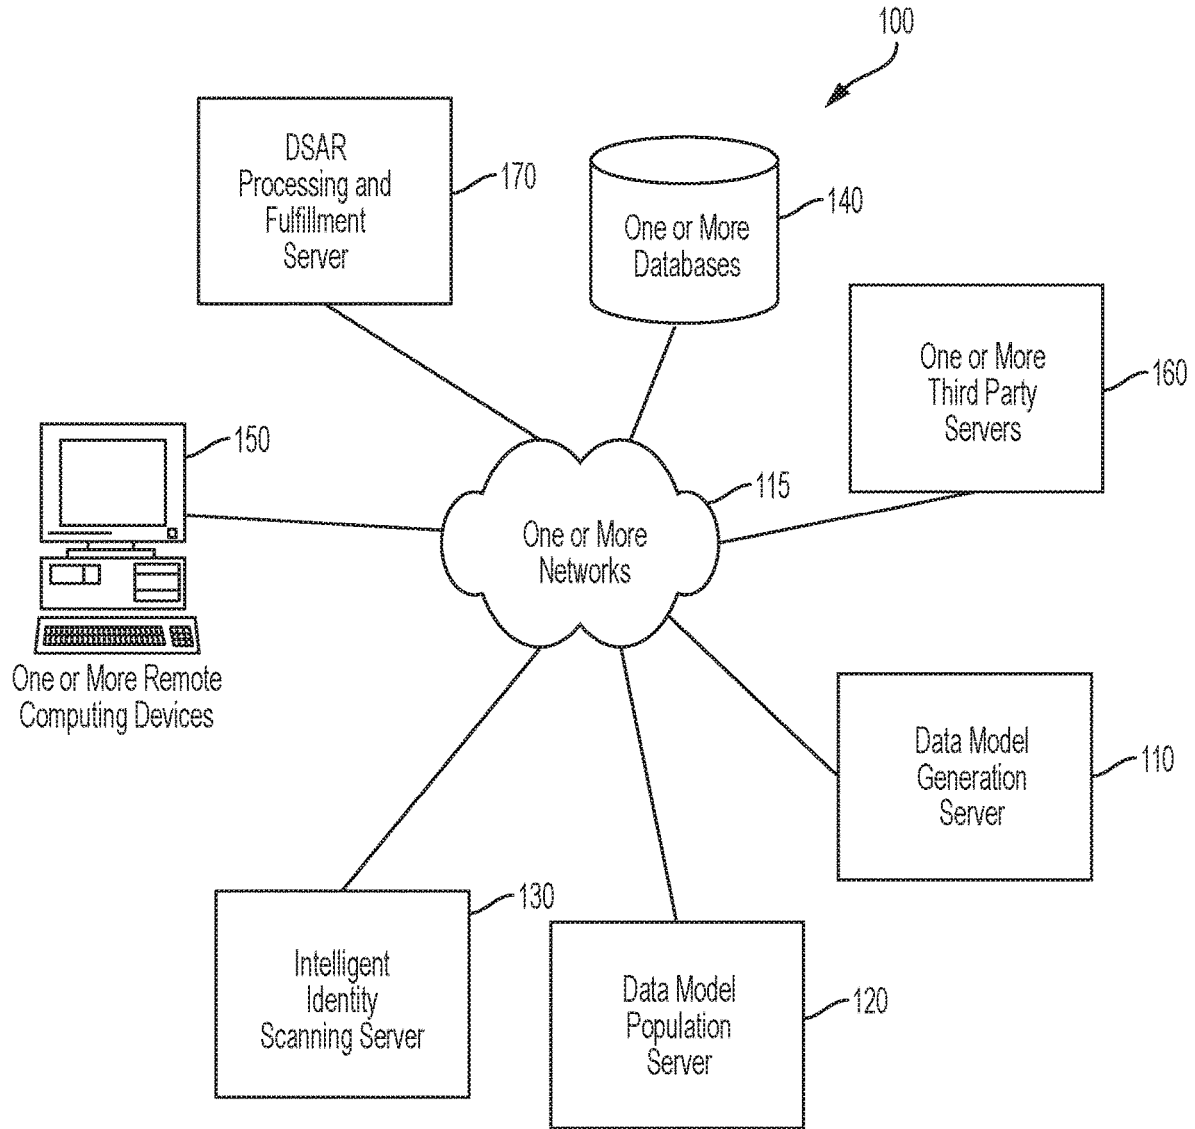 100
DSAR
Processing and
Fulfillment
Server
170
One or More
Databases
140
One or More
Third Party
Servers
160
150
One or More Remote
Computing Devices
115
One or More
Networks
Data Model
Generation
Server
110
Intelligent
Identity
Scanning Server
130
Data Model
Population
Server
120